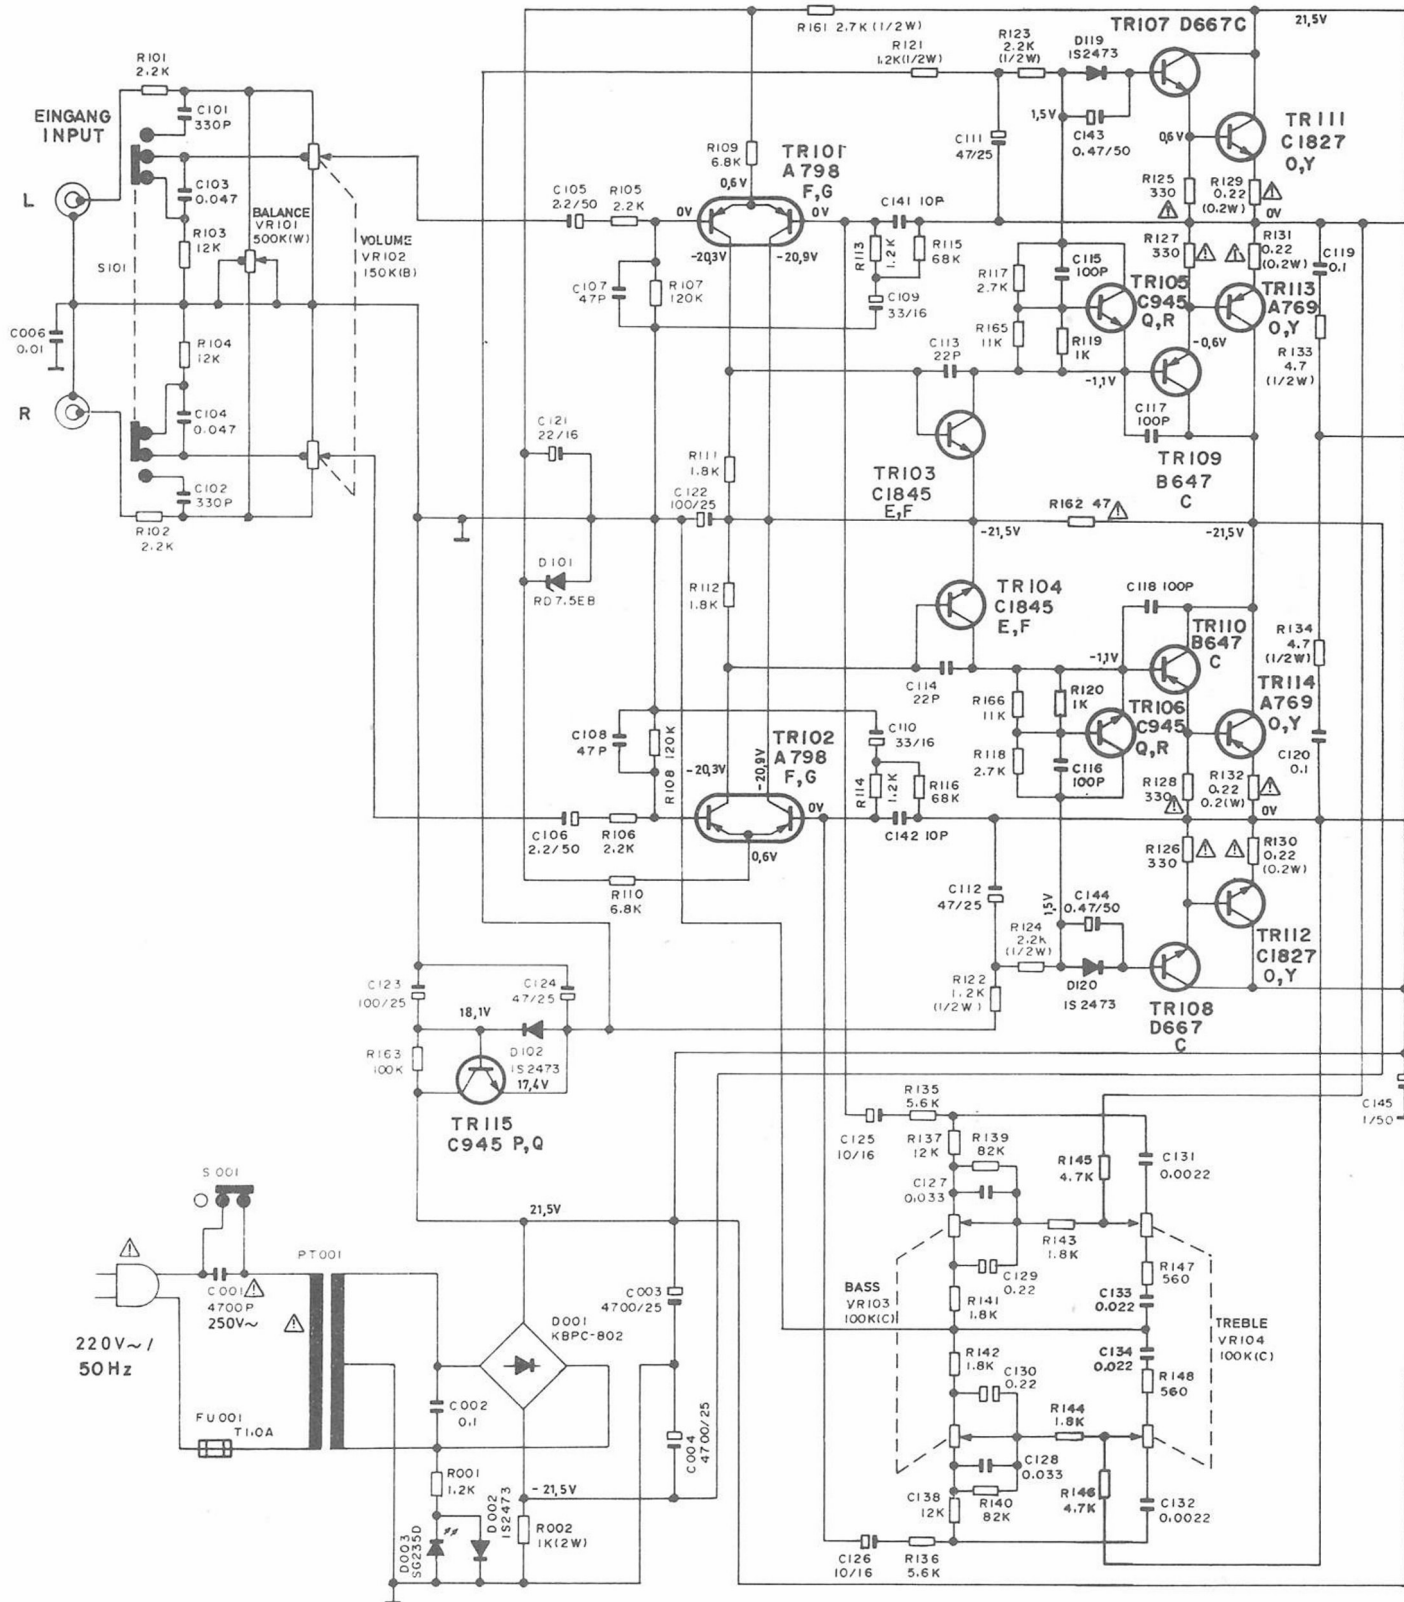 R161 2.7K (1/2W)
21,5V
TR107 D667C
R121
1.2K(1/2W)
R123
2.2K
(1/2W)
D119
IS2473
R101
2.2K
EINGANG
INPUT
C101
330P
1,5V
C143
0.47/50
0,6V
TR111
C1827
O,Y
C111
47/25
R109
6.8K
TR101
A798
F,G
0,6V
L
C103
0.047
R103
12K
BALANCE
VR101
500K(W)
VOLUME
VR102
150K(B)
S101
C105
2.2/50
R105
2.2K
0V
0V
C141 10P
R125
330
R129
0.22
(0.2W)
0V
-20,3V
-20,9V
R113
1.2K
R115
68K
R127
330
R131
0.22
(0.2W)
C119
0.1
C107
47P
R107
120K
C109
33/16
R117
2.7K
C115
100P
TR105
C945
Q,R
TR113
A769
O,Y
C006
0.01
R104
12K
R165
11K
R119
1K
-0,6V
R133
4.7
(1/2W)
C113
22P
-1,1V
R
C104
0.047
C121
22/16
C117
100P
R111
1.8K
TR103
C1845
E,F
TR109
B647
C
C102
330P
C122
100/25
R102
2.2K
R162 47
-21,5V
-21,5V
D101
RD7.5EB
R112
1.8K
TR104
C1845
E,F
C118 100P
TR110
B647
C
R134
4.7
(1/2W)
-1,1V
C114
22P
R166
11K
R120
1K
TR106
C945
Q,R
TR114
A769
O,Y
C108
47P
R108 120K
TR102
A798
F,G
C110
33/16
R118
2.7K
C116
100P
C120
0.1
-20,3V
-20,9V
R114
1.2K
R116
68K
R128
330
R132
0.22
0.2(W)
0V
0V
C106
2.2/50
R106
2.2K
C142 10P
0,6V
R126
330
R130
0.22
(0.2W)
R110
6.8K
C112
47/25
15V
C144
0.47/50
R124
2.2K
(1/2W)
TR112
C1827
O,Y
C123
100/25
C124
47/25
R122
1.2K
(1/2W)
D120
IS 2473
TR108
D667
C
18,1V
R163
100K
D102
IS2473
17,4V
TR115
C945 P,Q
R135
5.6K
C145
1/50
C125
10/16
R137
12K
R139
82K
R145
4.7K
C131
0.0022
S001
C127
0.033
21,5V
PT001
R143
1.8K
C001
4700P
250V~
C003
4700/25
BASS
VR103
100K(C)
C129
0.22
R147
560
R141
1.8K
C133
0.022
220V~/
50Hz
D001
KBPC-802
TREBLE
VR104
100K(C)
R142
1.8K
C134
0.022
C130
0.22
R148
560
FU001
T1.0A
C002
0.1
C004
4700/25
R144
1.8K
R001
1.2K
C128
0.033
- 21,5V
D002
IS2473
C138
12K
R140
82K
R146
4.7K
C132
0.0022
D003
SG235D
R002
1K(2W)
C126
10/16
R136
5.6K